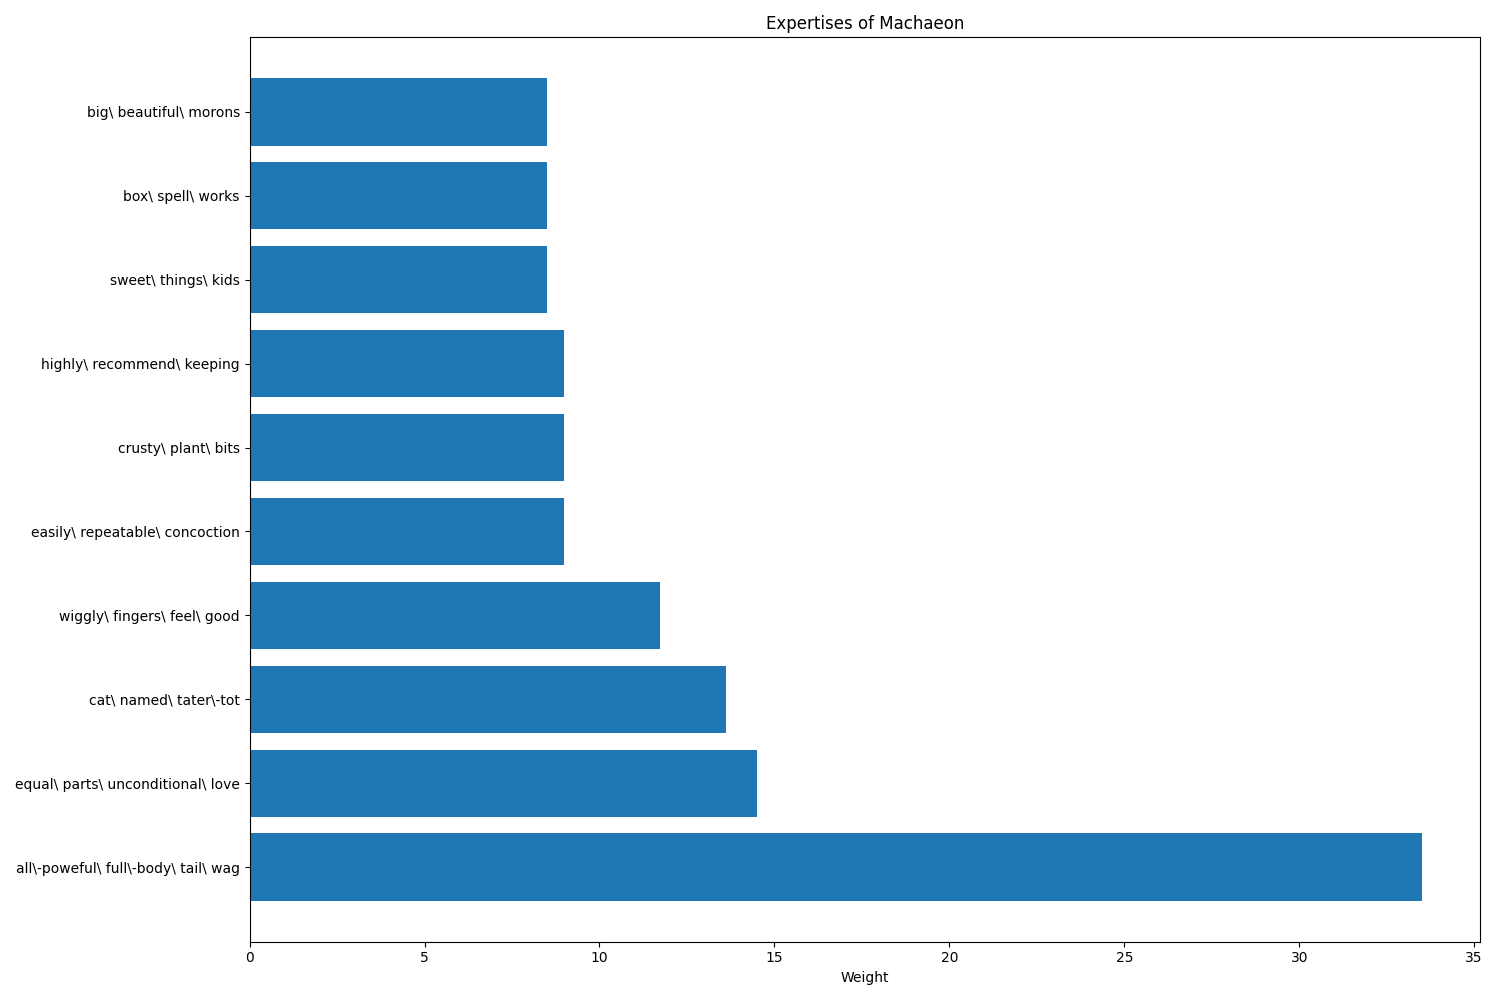 Expertises of Machaeon
big\ beautiful\ morons
box\ spell\ works
sweet\ things\ kids
highly\ recommend\ keeping
crusty\ plant\ bits
easily\ repeatable\ concoction
wiggly\ fingers\ feel\ good
cat\ named\ tater\-tot
equal\ parts\ unconditional\ love
all\-poweful\ full\-body\ tail\ wag
0 5 10 15 20 25 30 35
Weight